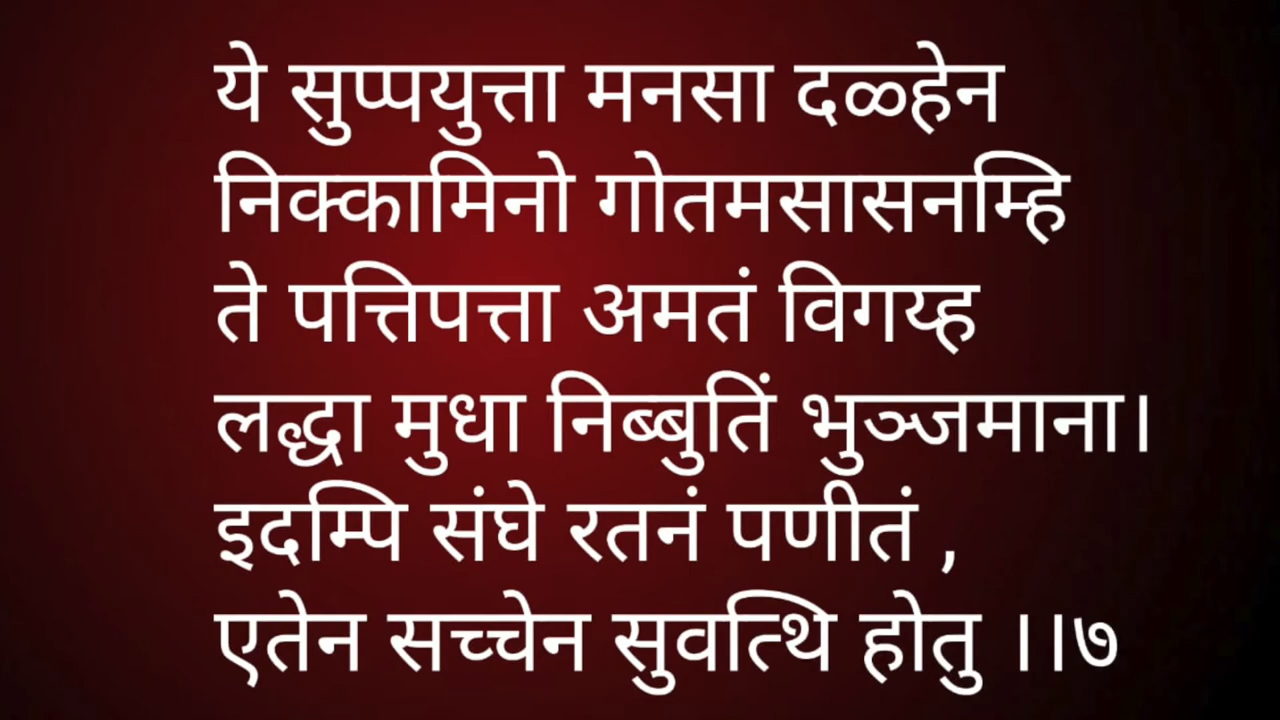 ये सुप्पयुत्ता मनसा दळ्हेन
निक्कामिनो गोतमसासनम्हि
ते पत्तिपत्ता अमतं विगय्ह
लद्धा मुधा निब्बुतिं भुञ्जमाना।
इदम्पि संघे रतनं पणीतं ,
एतेन सच्चेन सुवत्थि होतु ।।७